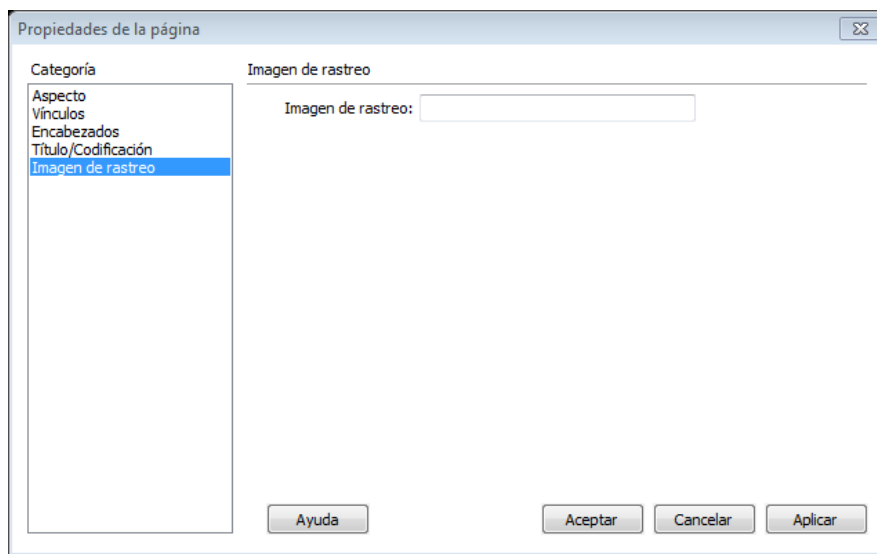 Propiedades de la página
Categoría
Aspecto
Vínculos
Encabezados
Título/Codificación
Imagen de rastreo
Imagen de rastreo
Imagen de rastreo:
Ayuda
Aceptar
Cancelar
Aplicar